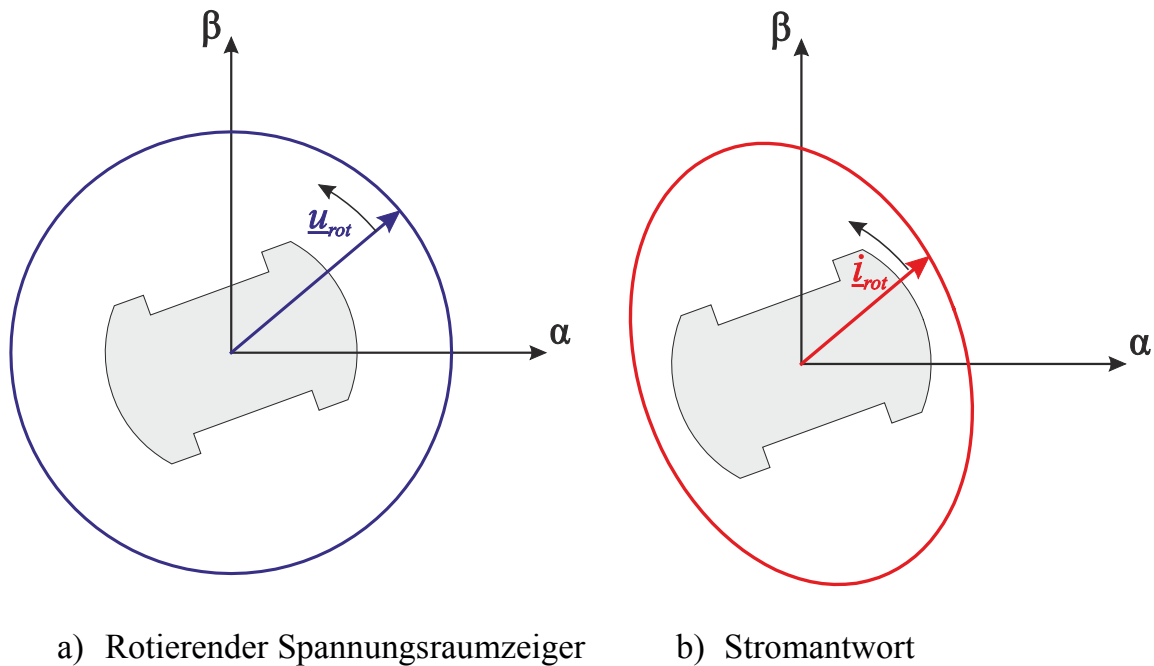 β
α
u_rot
β
α
i_rot
a) Rotierender Spannungsraumzeiger
b) Stromantwort